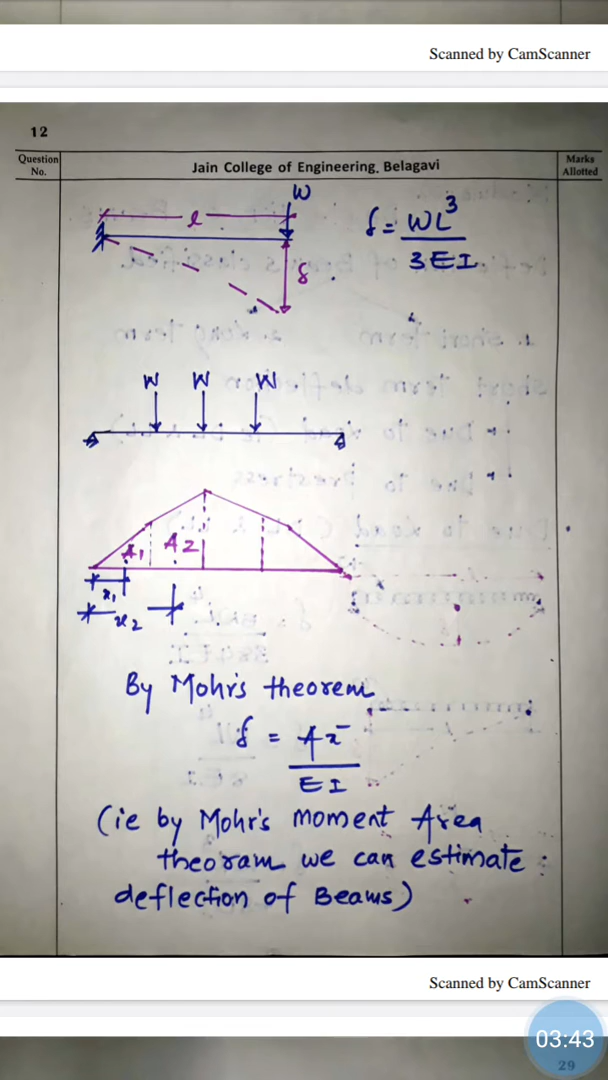 Scanned by CamScanner
12
Question No.
Jain College of Engineering, Belagavi
Marks Allotted
W
l
δ = WL³
3EI
δ
W W W
A1 A2
x1
x2
By Mohr's theorem
δ = Ax̄
EI
(ie by Mohr's moment Area
theoram we can estimate
deflection of Beams)
Scanned by CamScanner
03:43
29